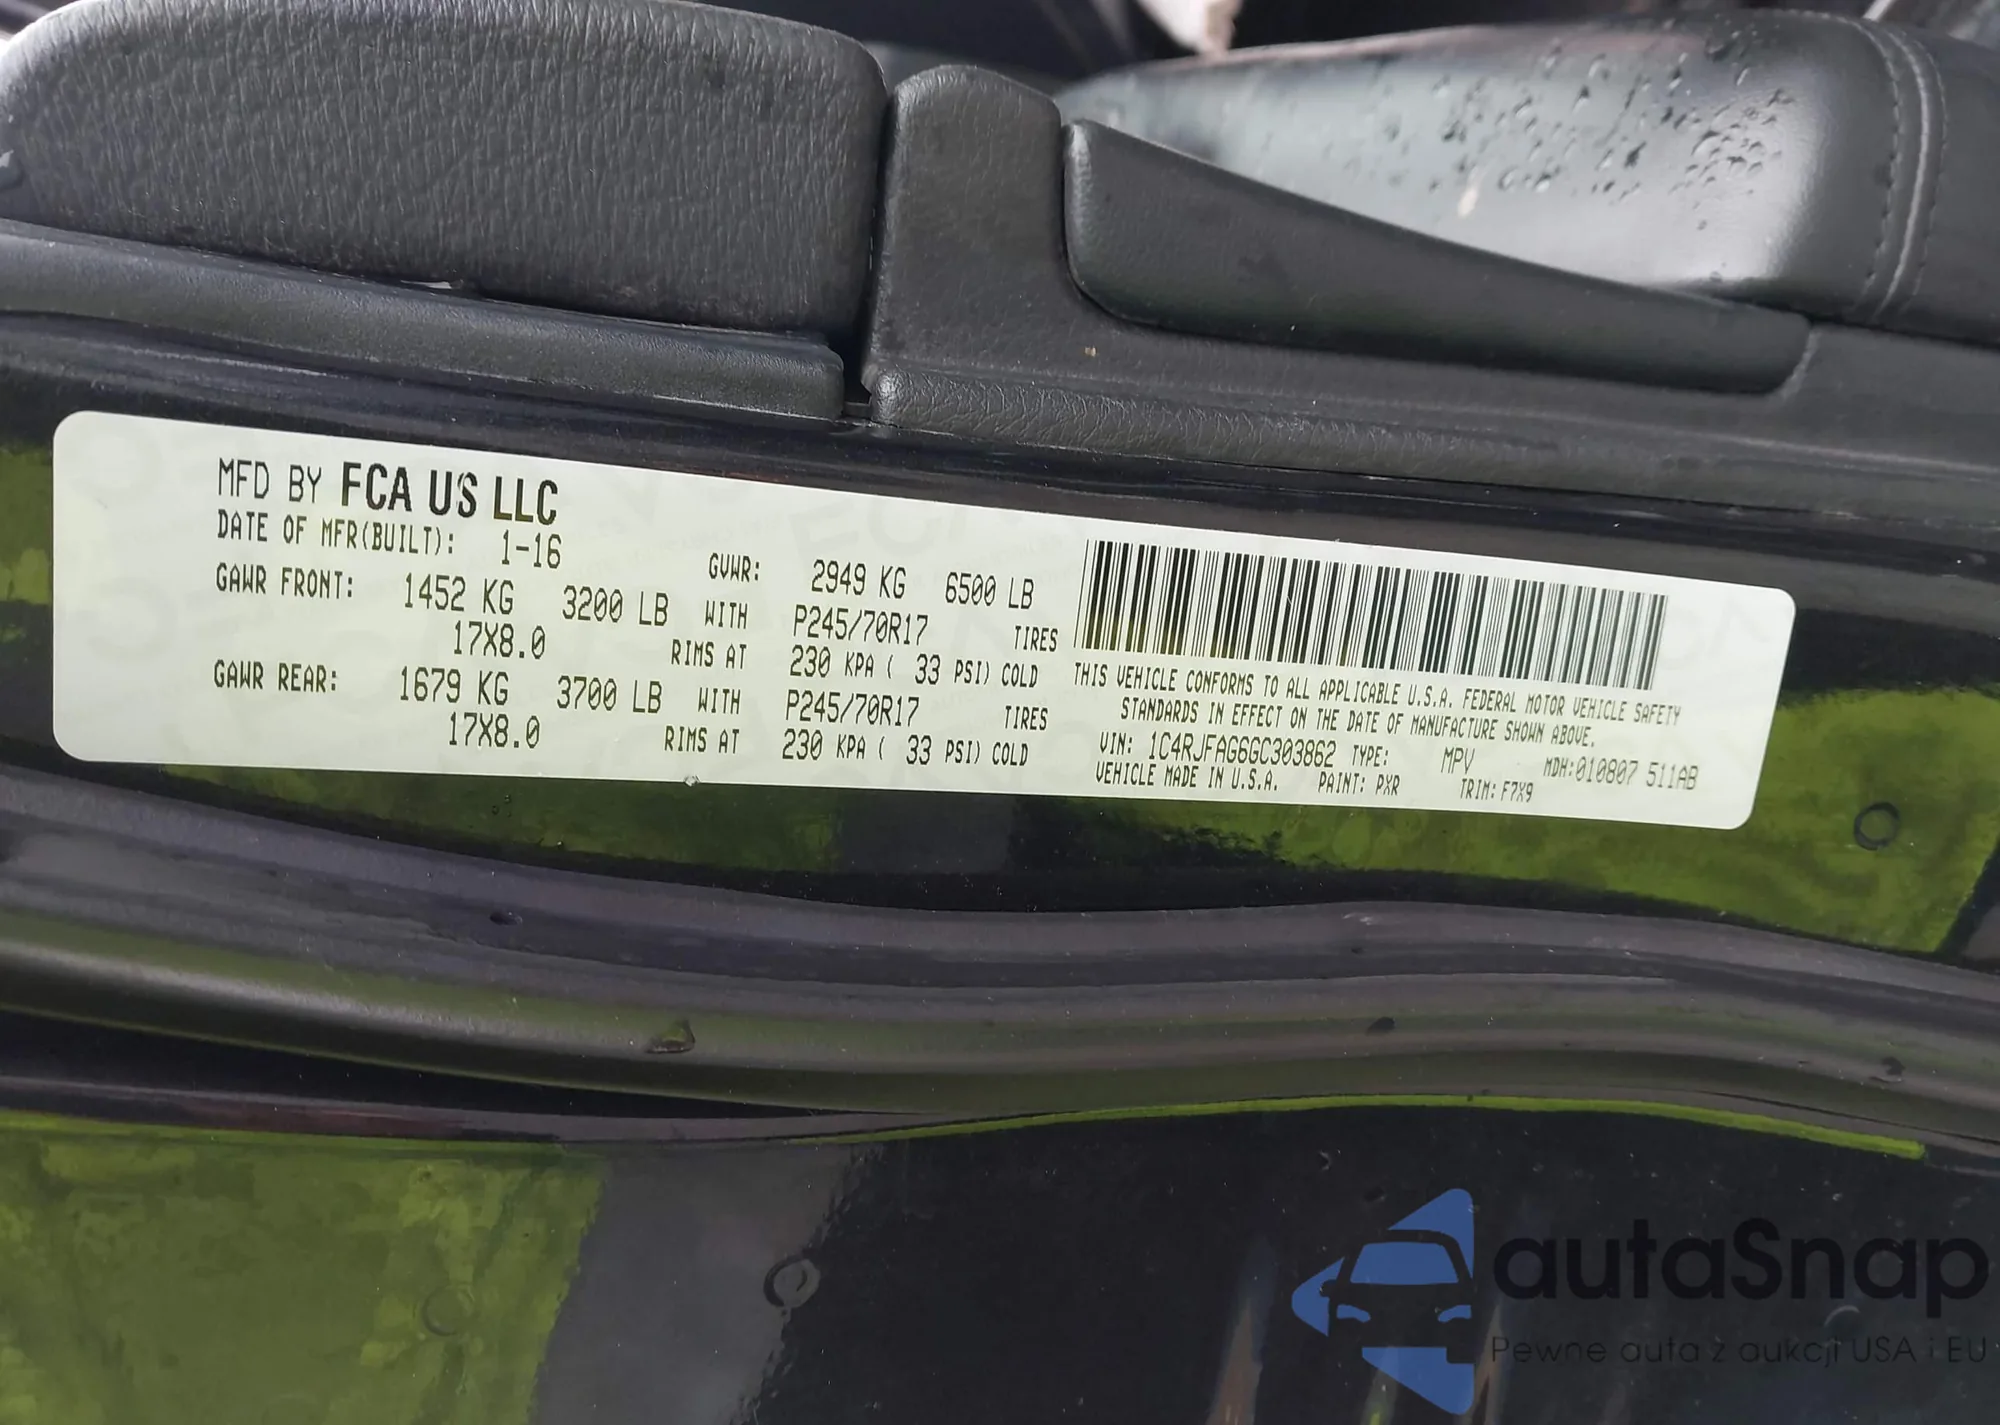 MFD BY FCA US LLC
DATE OF MFR(BUILT): 1-16 GVWR: 2949 KG 6500 LB
GAWR FRONT: 1452 KG 3200 LB WITH P245/70R17 TIRES
17X8.0 RIMS AT 230 KPA ( 33 PSI) COLD
GAWR REAR: 1679 KG 3700 LB WITH P245/70R17 TIRES
17X8.0 RIMS AT 230 KPA ( 33 PSI) COLD
THIS VEHICLE CONFORMS TO ALL APPLICABLE U.S.A. FEDERAL MOTOR VEHICLE SAFETY
STANDARDS IN EFFECT ON THE DATE OF MANUFACTURE SHOWN ABOVE.
VIN: 1C4RJFAG6GC303862 TYPE: MPV MDH:010807 511AB
VEHICLE MADE IN U.S.A. PAINT: PXR TRIM: F7X9
autaSnap
Pewne auta z aukcji USA i EU